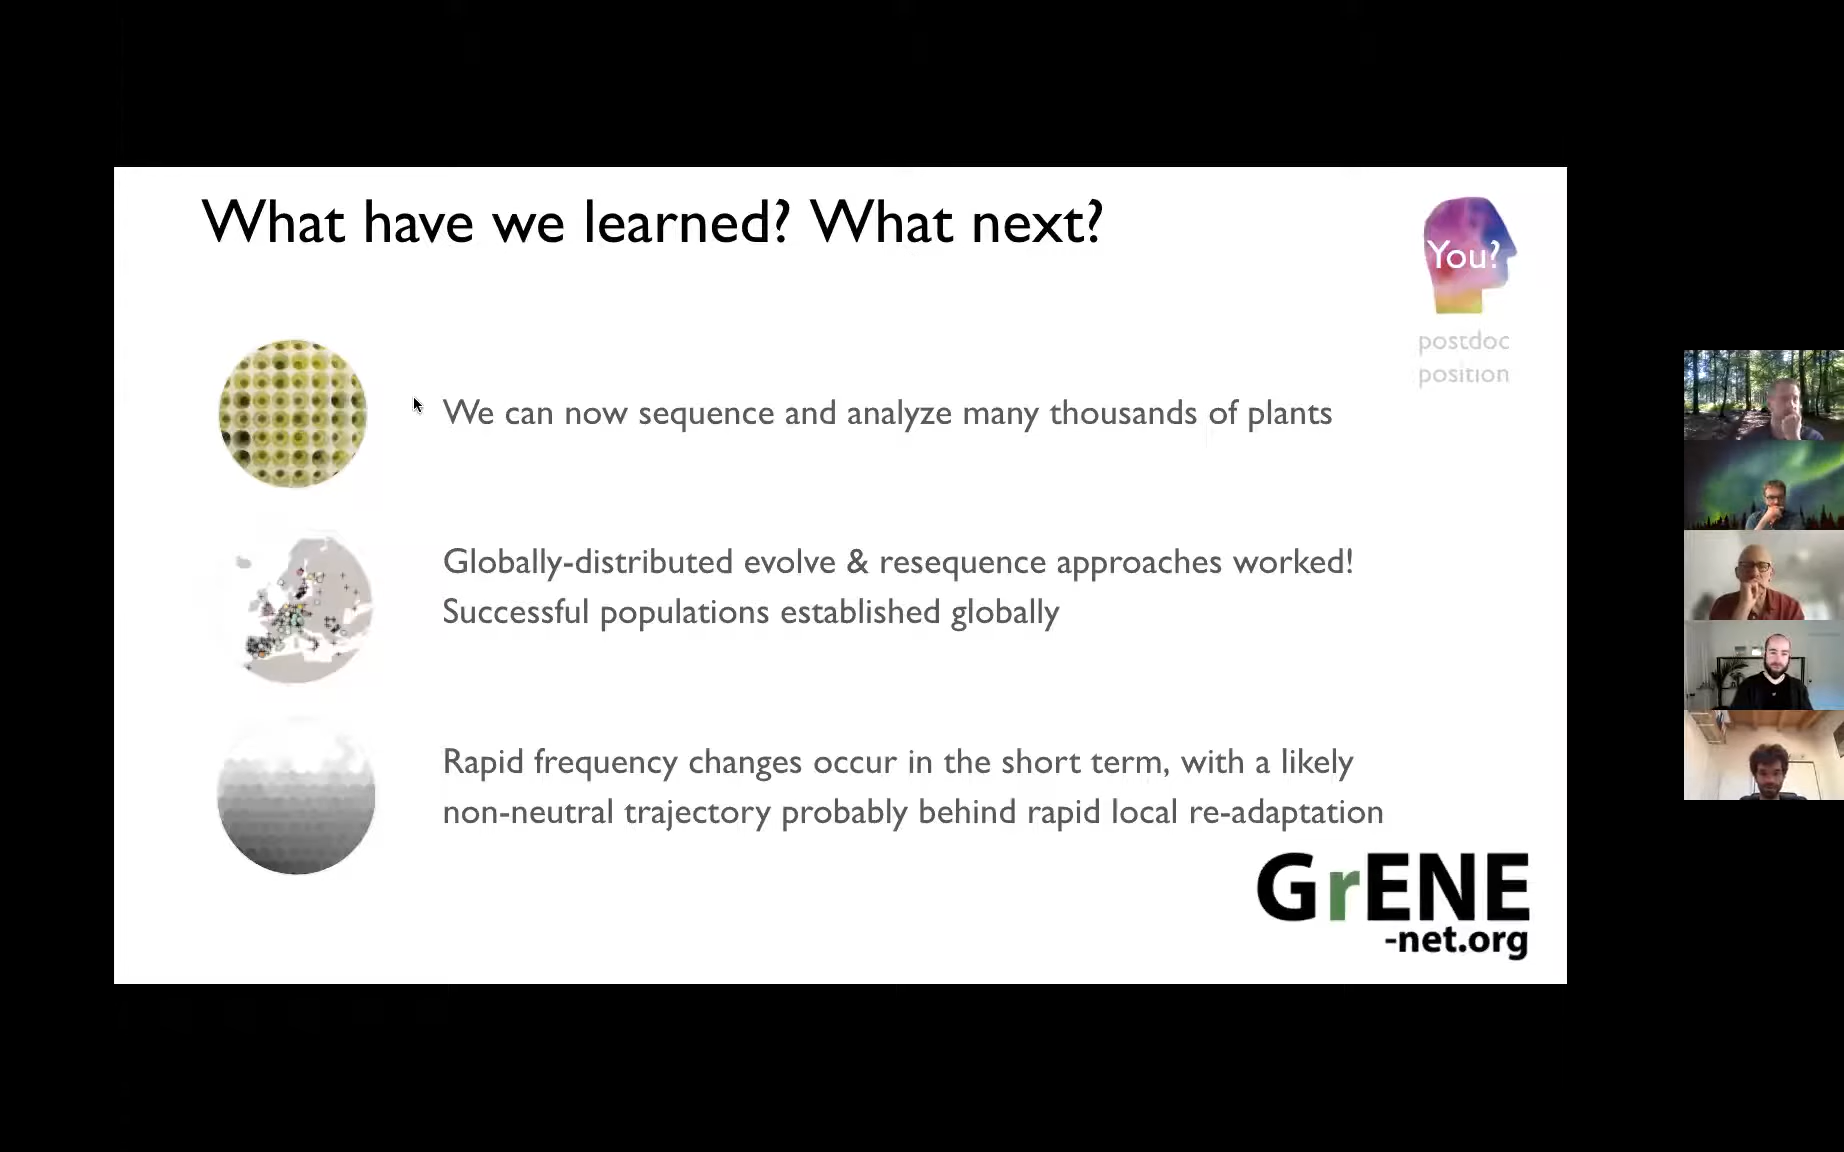 What have we learned? What next?
You?
postdoc
position
We can now sequence and analyze many thousands of plants
Globally-distributed evolve & resequence approaches worked!
Successful populations established globally
Rapid frequency changes occur in the short term, with a likely
non-neutral trajectory probably behind rapid local re-adaptation
GrENE
-net.org